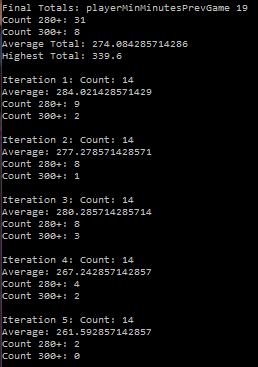 Final Totals: playerMinMinutesPrevGame 19
Count 280+: 31
Count 300+: 8
Average Total: 274.084285714286
Highest Total: 339.6
Iteration 1: Count: 14
Average: 284.021428571429
Count 280+: 9
Count 300+: 2
Iteration 2: Count: 14
Average: 277.278571428571
Count 280+: 8
Count 300+: 1
Iteration 3: Count: 14
Average: 280.285714285714
Count 280+: 8
Count 300+: 3
Iteration 4: Count: 14
Average: 267.242857142857
Count 280+: 4
Count 300+: 2
Iteration 5: Count: 14
Average: 261.592857142857
Count 280+: 2
Count 300+: 0